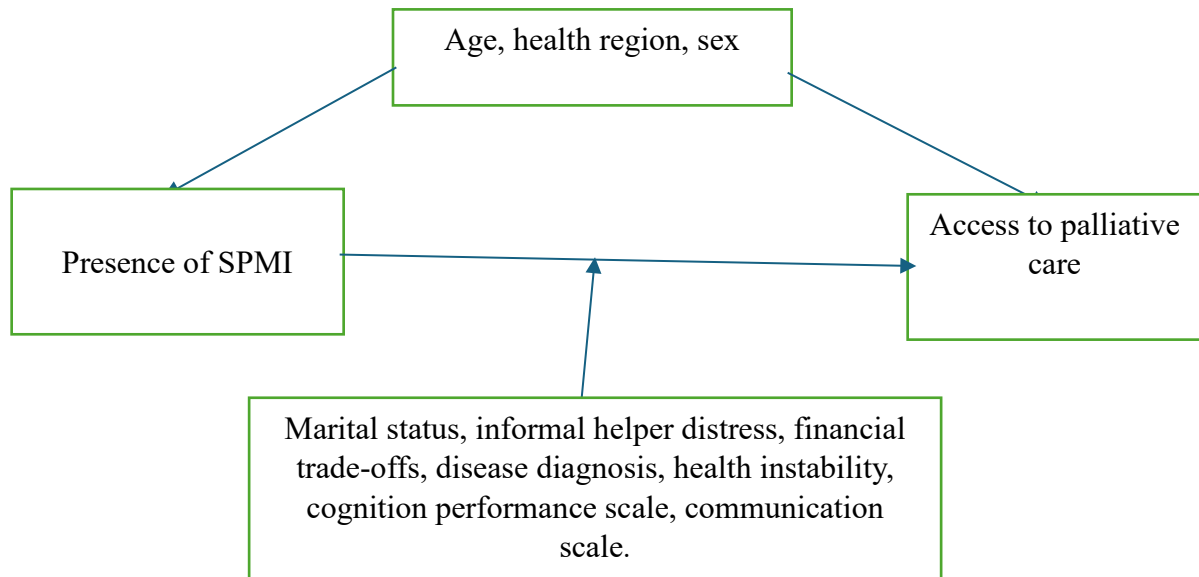 Age, health region, sex
Presence of SPMI
Access to palliative
care
Marital status, informal helper distress, financial
trade-offs, disease diagnosis, health instability,
cognition performance scale, communication
scale.